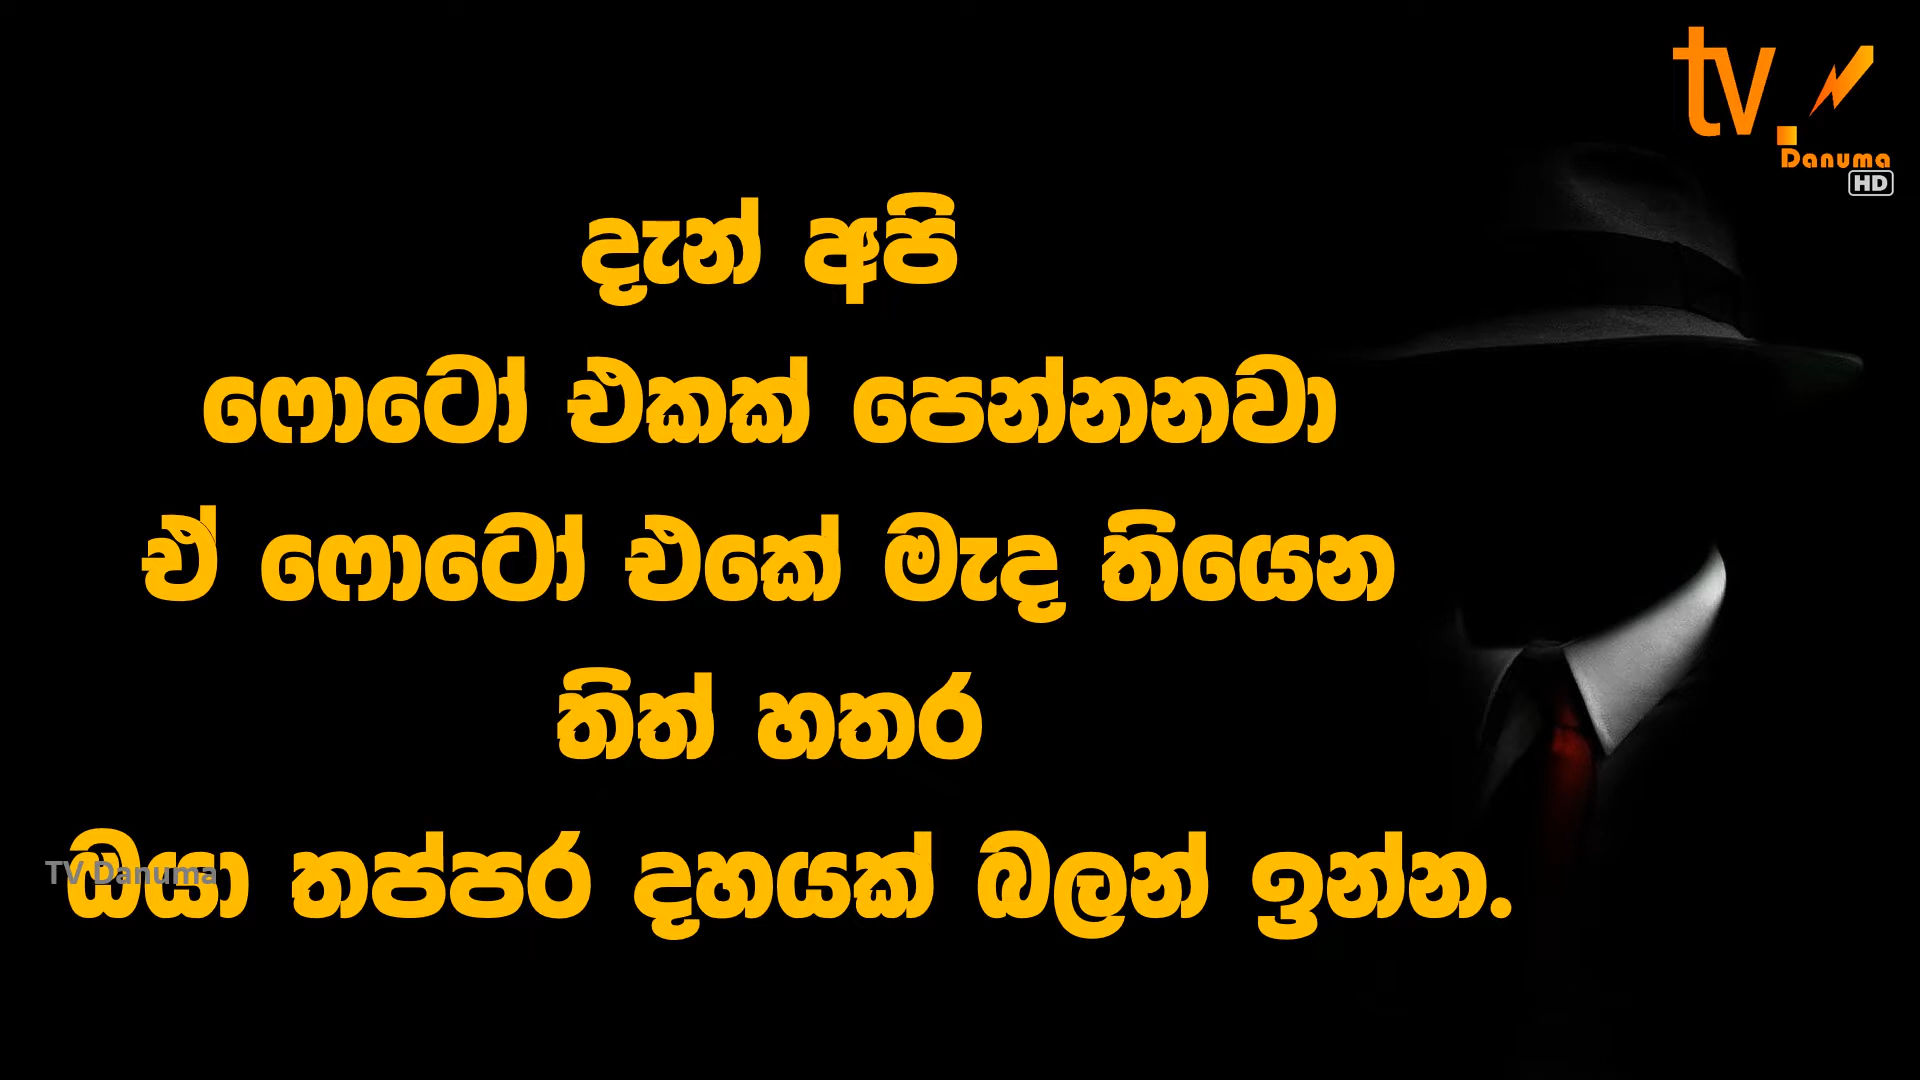 tv.
Danuma
HD
දැන් අපි
ෆොටෝ එකක් පෙන්නනවා
ඒ ෆොටෝ එකේ මැද තියෙන
තිත් හතර
ඔයා තප්පර දහයක් බලන් ඉන්න.
TV Danuma